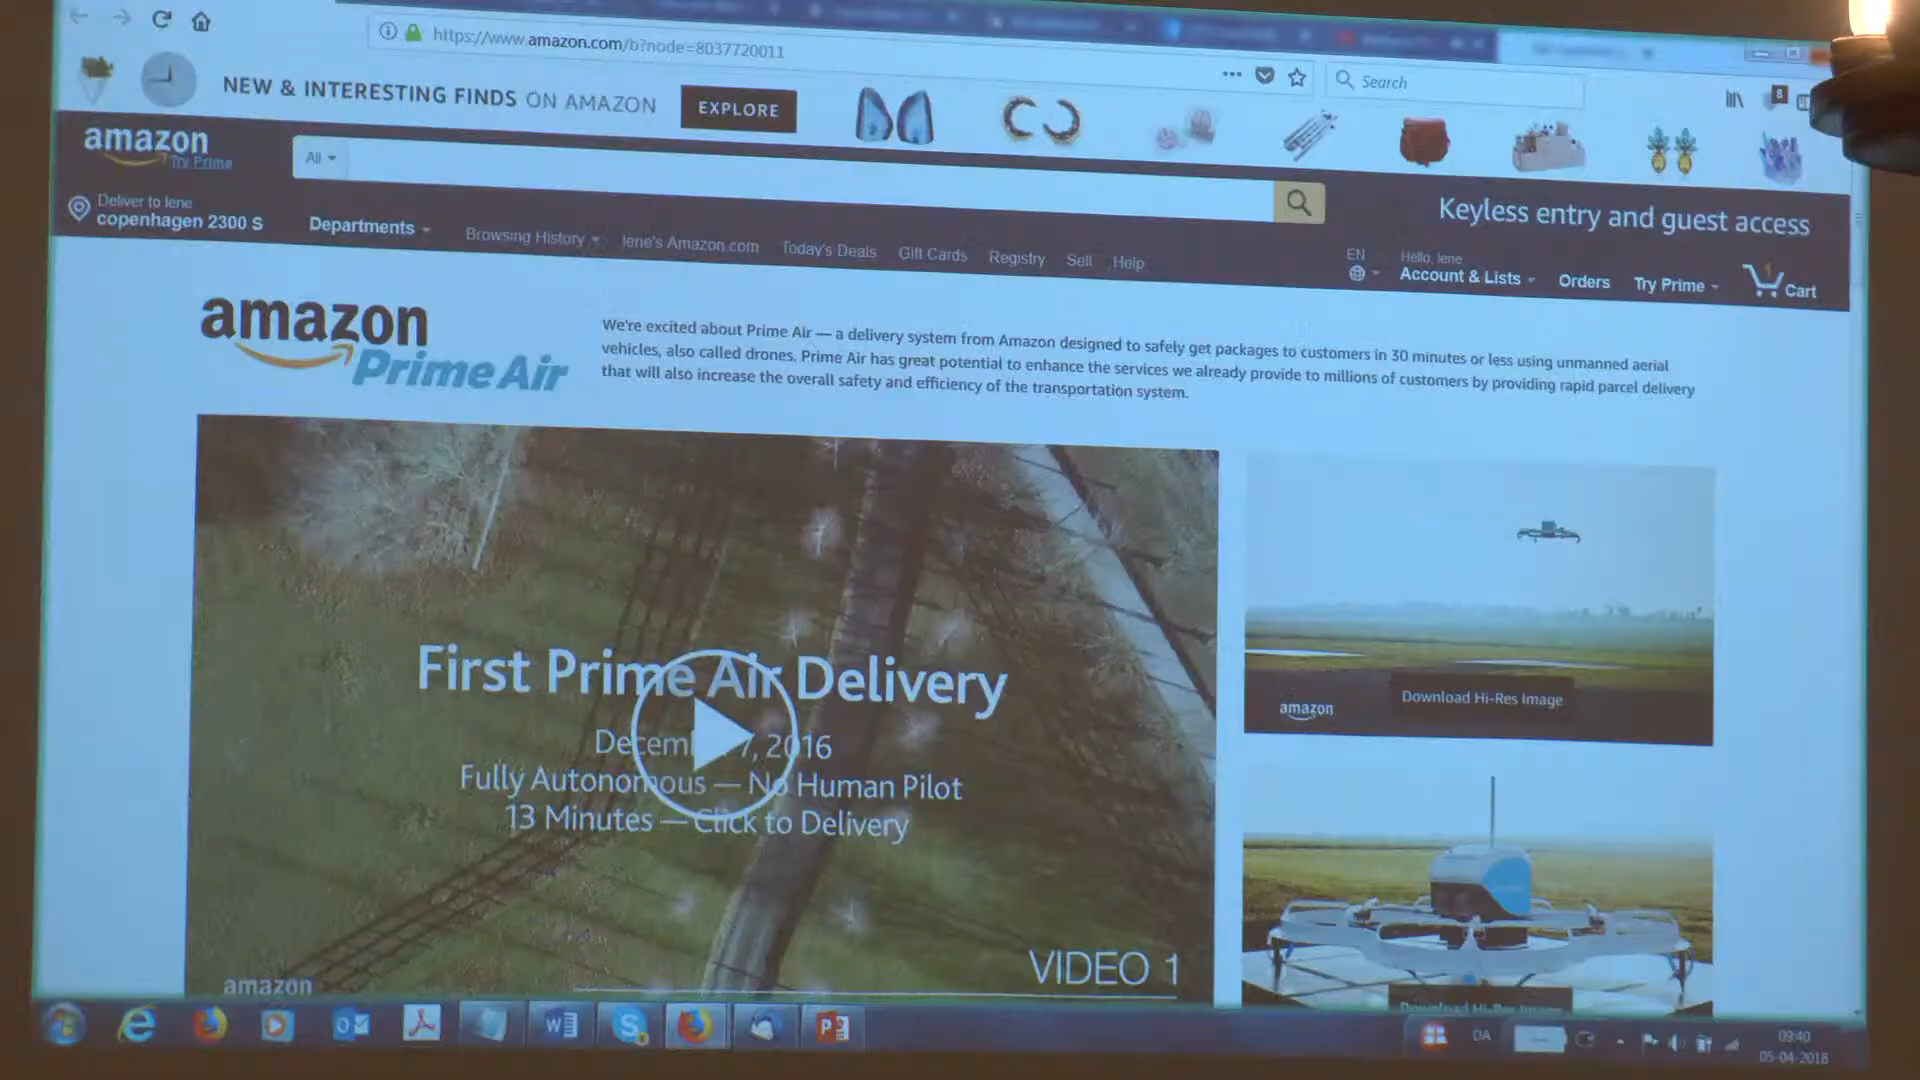 https://www.amazon.com/b?node=8037720011
Search
NEW & INTERESTING FINDS ON AMAZON
EXPLORE
8
amazon
Try Prime
All
Keyless entry and guest access
Deliver to lene
copenhagen 2300 S
Departments
Browsing History
lene's Amazon.com
Today's Deals
Gift Cards
Registry
Sell
Help
EN
Hello, lene
Account & Lists
Orders
Try Prime
1
Cart
amazon
Prime Air
We're excited about Prime Air — a delivery system from Amazon designed to safely get packages to customers in 30 minutes or less using unmanned aerial
vehicles, also called drones. Prime Air has great potential to enhance the services we already provide to millions of customers by providing rapid parcel delivery
that will also increase the overall safety and efficiency of the transportation system.
First Prime Air Delivery
7, 2016
Fully Autonomous — No Human Pilot
13 Minutes — Click to Delivery
VIDEO 1
amazon
amazon
Download Hi-Res Image
Download Hi-Res Image
DA
09:40
05-04-2018